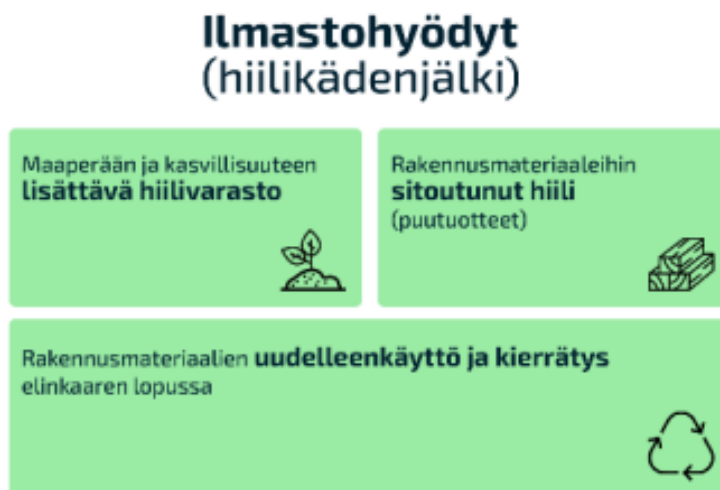 Ilmastohyödyt
(hiilikädenjälki)
Maaperään ja kasvillisuuteen
lisättävä hiilivarasto
Rakennusmateriaaleihin
sitoutunut hiili
(puutuotteet)
Rakennusmateriaalien uudelleenkäyttö ja kierrätys
elinkaaren lopussa